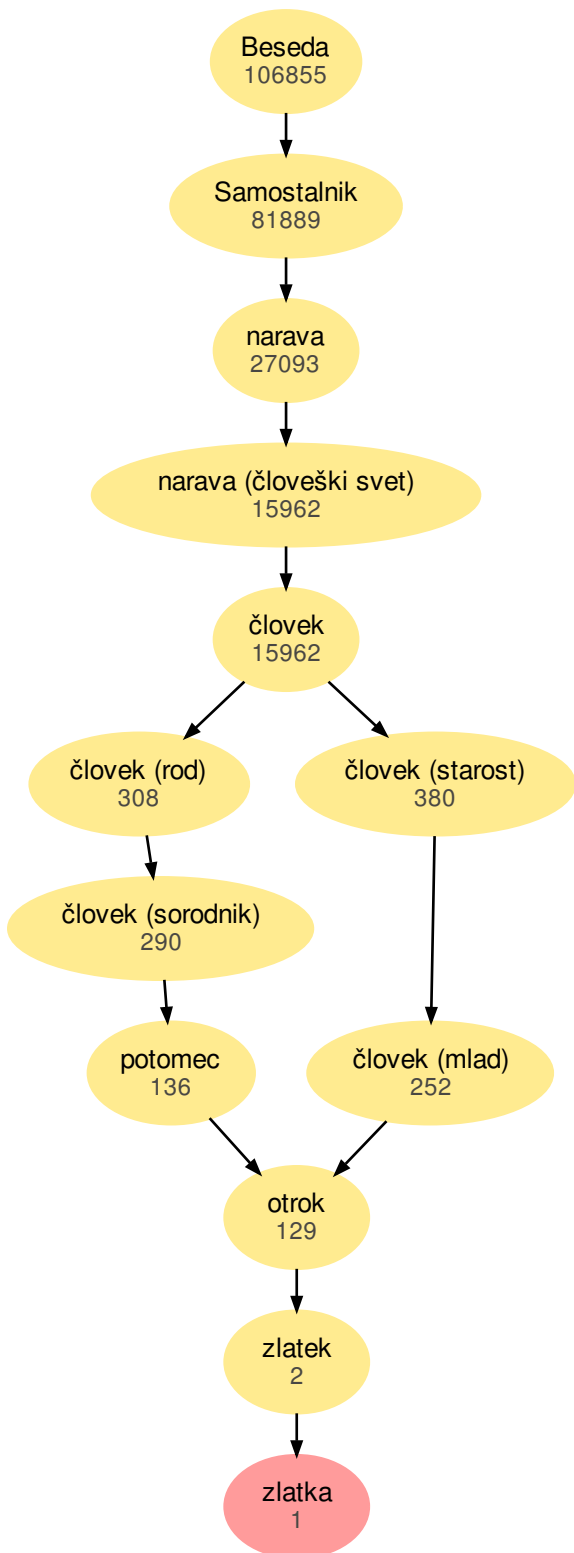 Beseda
106855
Samostalnik
81889
narava
27093
narava (človeški svet)
15962
človek
15962
človek (rod)
308
človek (starost)
380
človek (sorodnik)
290
potomec
136
človek (mlad)
252
otrok
129
zlatek
2
zlatka
1